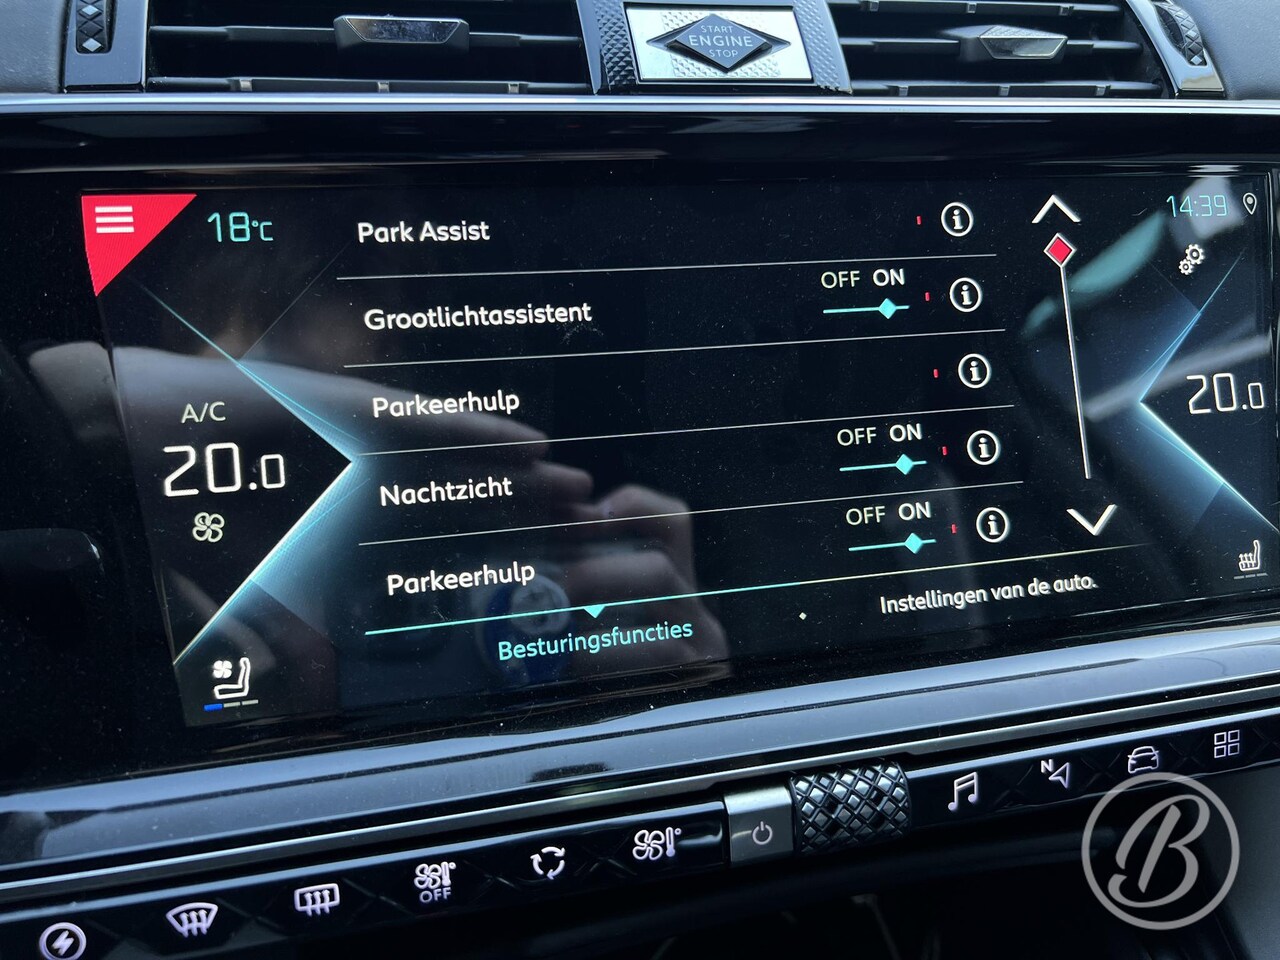 START
ENGINE
STOP
18°C
Park Assist
14:39
OFF ON
Grootlichtassistent
A/C
20.0
Parkeerhulp
20.0
OFF ON
Nachtzicht
OFF ON
Parkeerhulp
Besturingsfuncties
Instellingen van de auto.
OFF
N
B